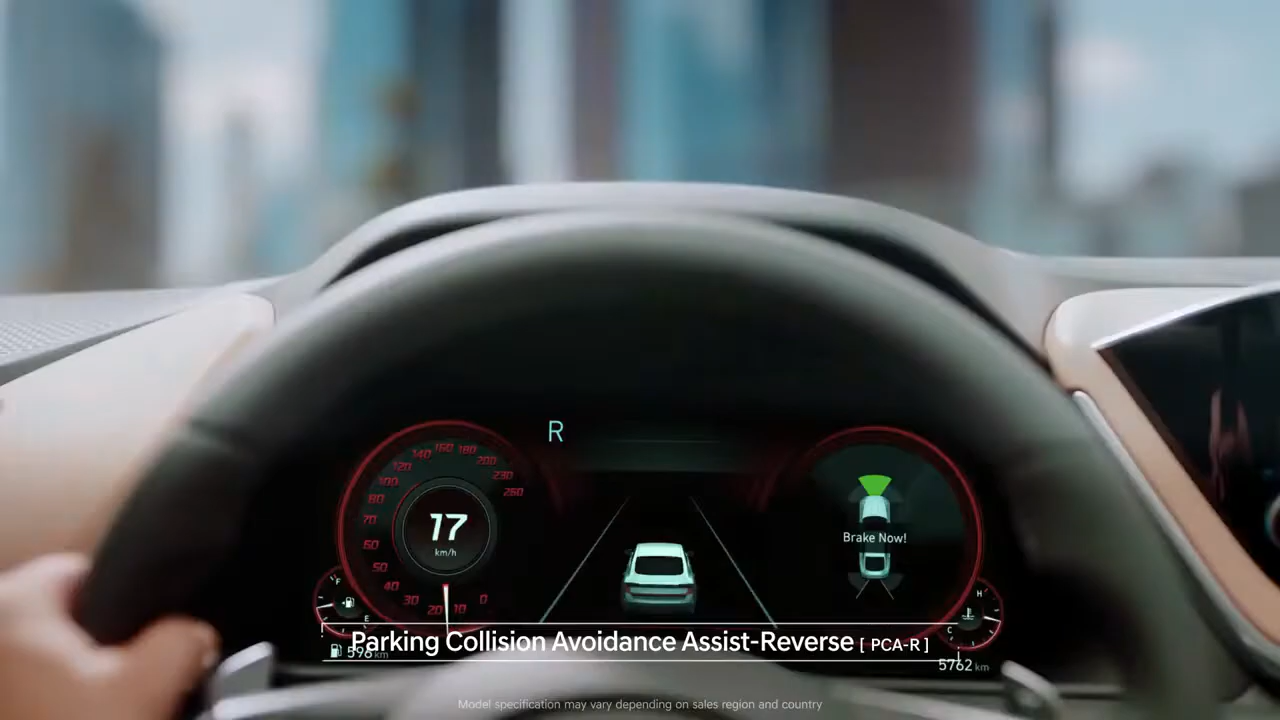 R
140 160 180
120 200
100 230
80 260
70
60
50
40
30 20 10 0
17
km/h
Brake Now!
F
E
H
C
Parking Collision Avoidance Assist-Reverse [ PCA-R ]
596 km
5762 km
Model specification may vary depending on sales region and country